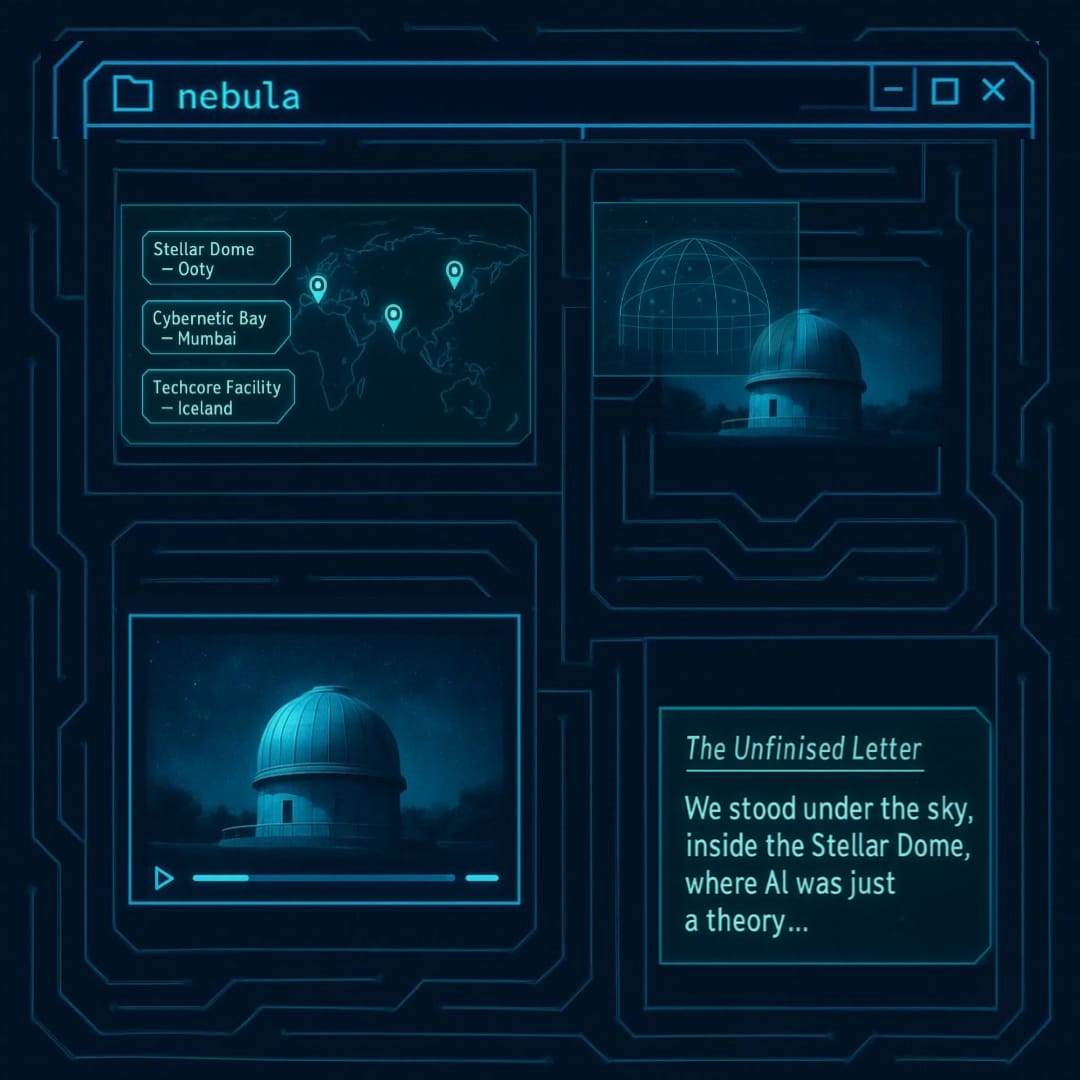 nebula
Stellar Dome
– Ooty
Cybernetic Bay
– Mumbai
Techcore Facility
– Iceland
The Unfinised Letter
We stood under the sky,
inside the Stellar Dome,
where AI was just
a theory...